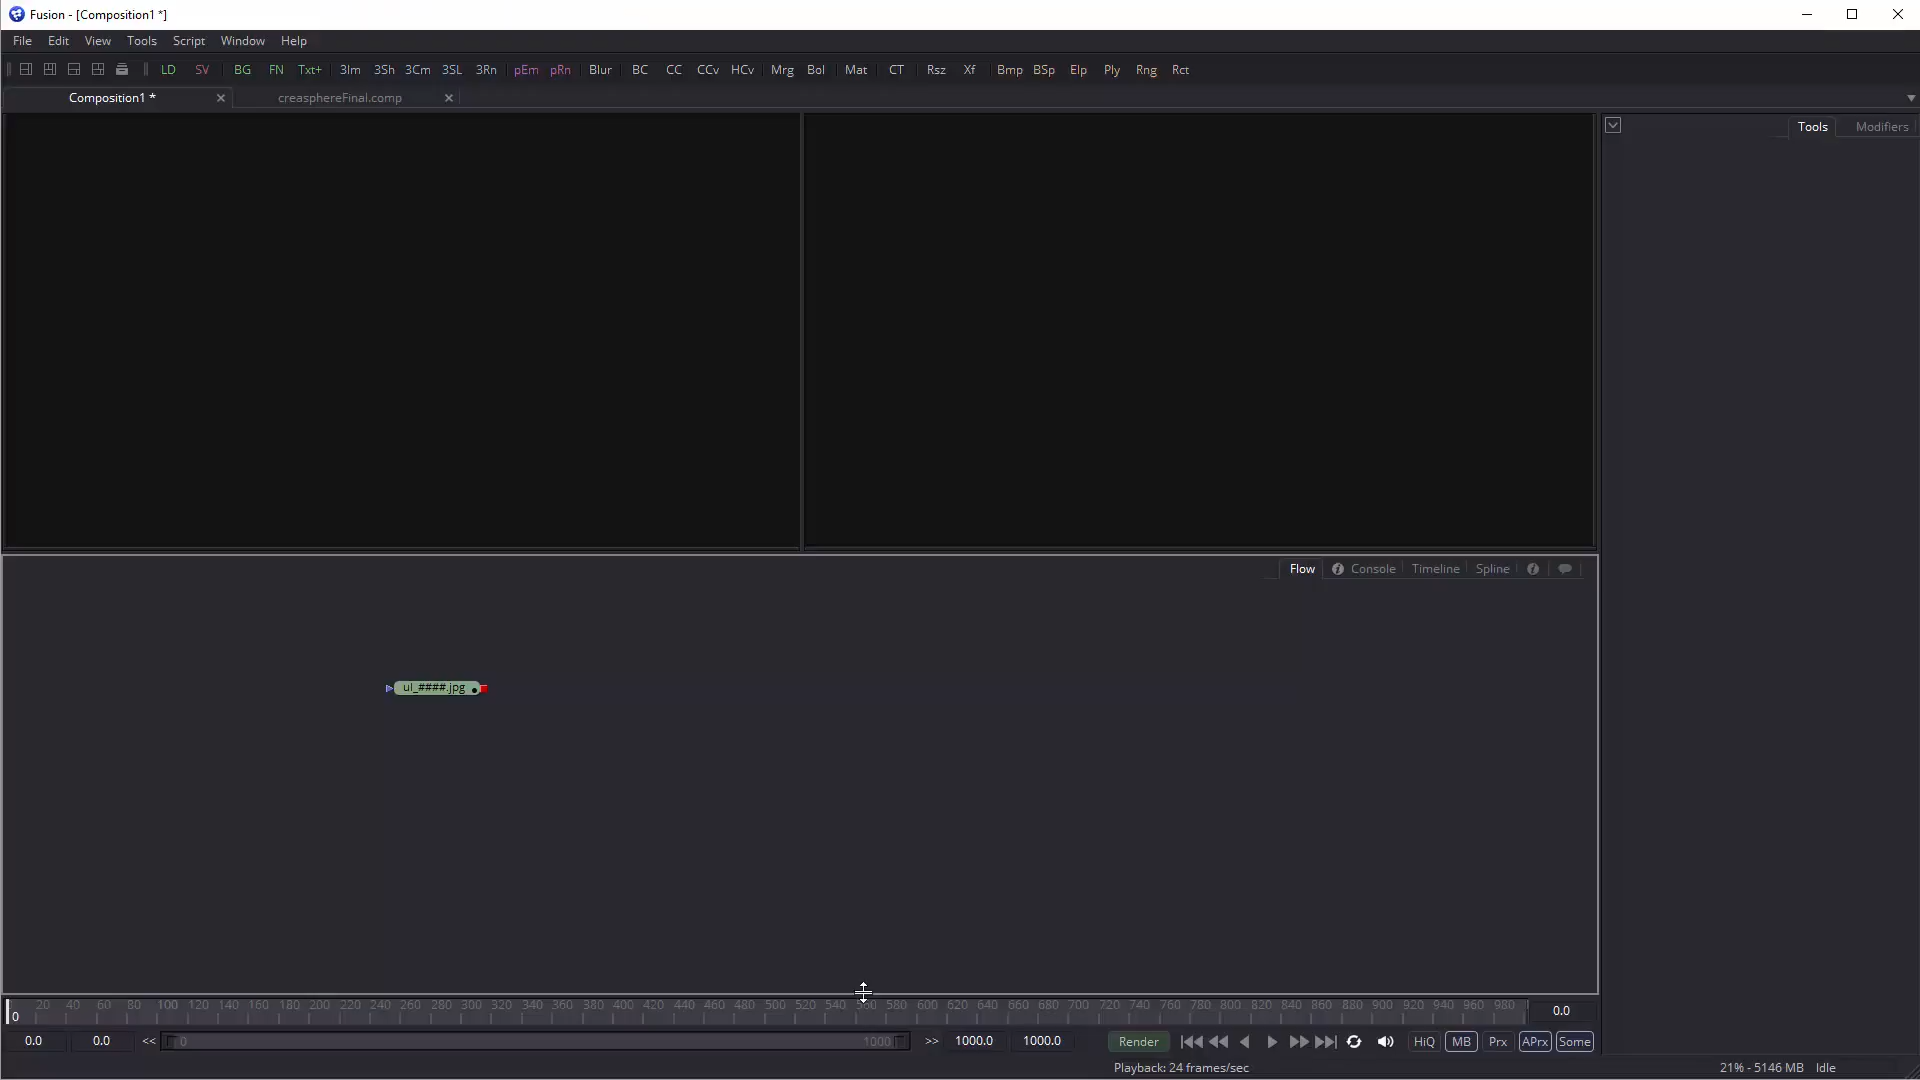 Fusion - [Composition1 *]
File Edit View Tools Script Window Help
LD SV BG FN Txt+ 3Im 3Sh 3Cm 3SL 3Rn pEm pRn Blur BC CC CCv HCv Mrg Bol Mat CT Rsz Xf Bmp BSp Elp Ply Rng Rct
Composition1 * creasphereFinal.comp
Tools Modifiers
Flow Console Timeline Spline
ul_####.jpg
0 20 40 60 80 100 120 140 160 180 200 220 240 260 280 300 320 340 360 380 400 420 440 460 480 500 520 540 560 580 600 620 640 660 680 700 720 740 760 780 800 820 840 860 880 900 920 940 960 980 0.0
0.0 0.0 << 0 1000 >> 1000.0 1000.0 Render HiQ MB Prx APrx Some
Playback: 24 frames/sec 21% - 5146 MB Idle